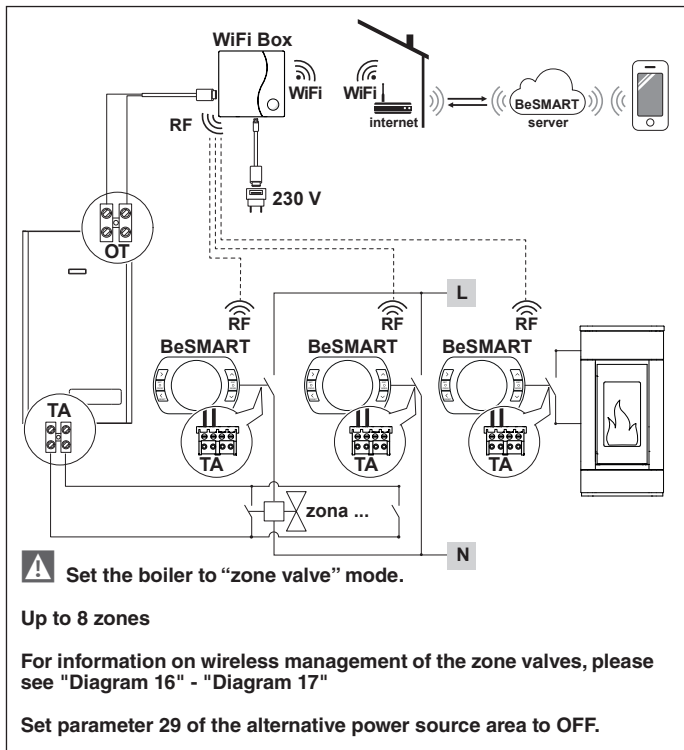 WiFi Box
WiFi
WiFi
internet
BeSMART
server
RF
230 V
OT
L
RF
RF
RF
BeSMART
BeSMART
BeSMART
TA
TA
TA
TA
zona ...
N
Set the boiler to “zone valve” mode.
Up to 8 zones
For information on wireless management of the zone valves, please
see "Diagram 16" - "Diagram 17"
Set parameter 29 of the alternative power source area to OFF.